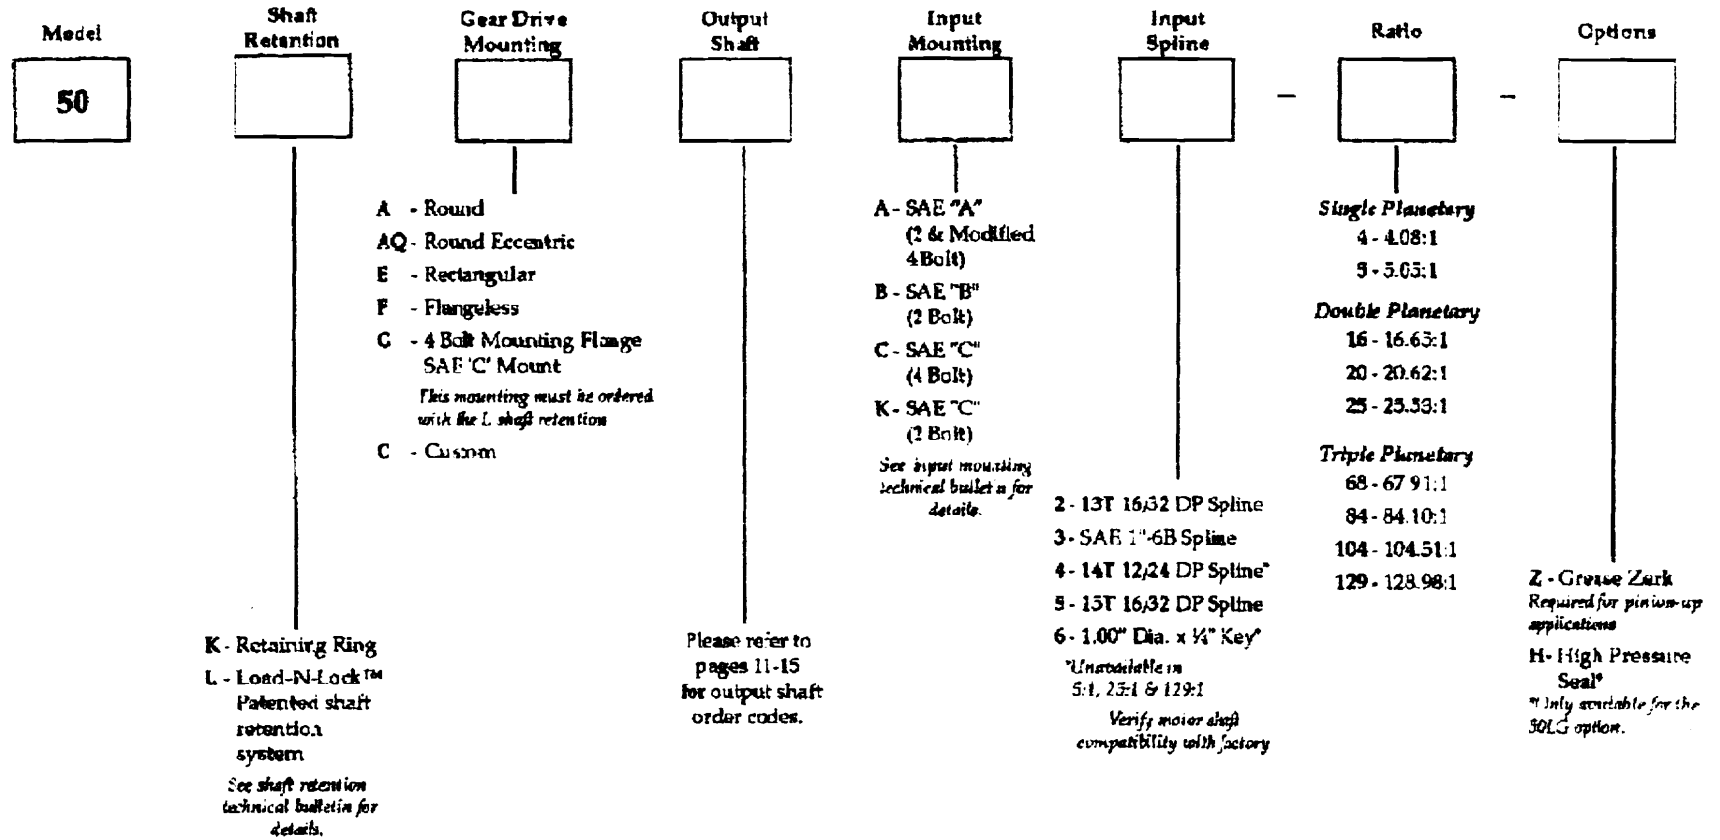 Model
50
Shaft
Retention
K - Retaining Ring
L - Load-N-Lock™
Patented shaft
retention
system
See shaft retention
technical bulletin for
details.
Gear Drive
Mounting
A - Round
AQ - Round Eccentric
E - Rectangular
F - Flangeless
G - 4 Bolt Mounting Flange
SAE 'C' Mount
This mounting must be ordered
with the L shaft retention
C - Custom
Output
Shaft
Please refer to
pages 11-15
for output shaft
order codes.
Input
Mounting
A - SAE "A"
(2 & Modified
4 Bolt)
B - SAE "B"
(2 Bolt)
C - SAE "C"
(4 Bolt)
K - SAE "C"
(2 Bolt)
See input mounting
technical bulletin for
details.
Input
Spline
2 - 13T 16/32 DP Spline
3 - SAE 1"-6B Spline
4 - 14T 12/24 DP Spline*
5 - 15T 16/32 DP Spline
6 - 1.00" Dia. x ¼" Key*
*Unavailable in
5:1, 25:1 & 129:1
Verify motor shaft
compatibility with factory
-
Ratio
Single Planetary
4 - 4.08:1
5 - 5.05:1
Double Planetary
16 - 16.65:1
20 - 20.62:1
25 - 25.53:1
Triple Planetary
68 - 67.91:1
84 - 84.10:1
104 - 104.51:1
129 - 128.98:1
-
Options
Z - Grease Zerk
Required for pinion-up
applications
H - High Pressure
Seal*
*Only available for the
50LG option.